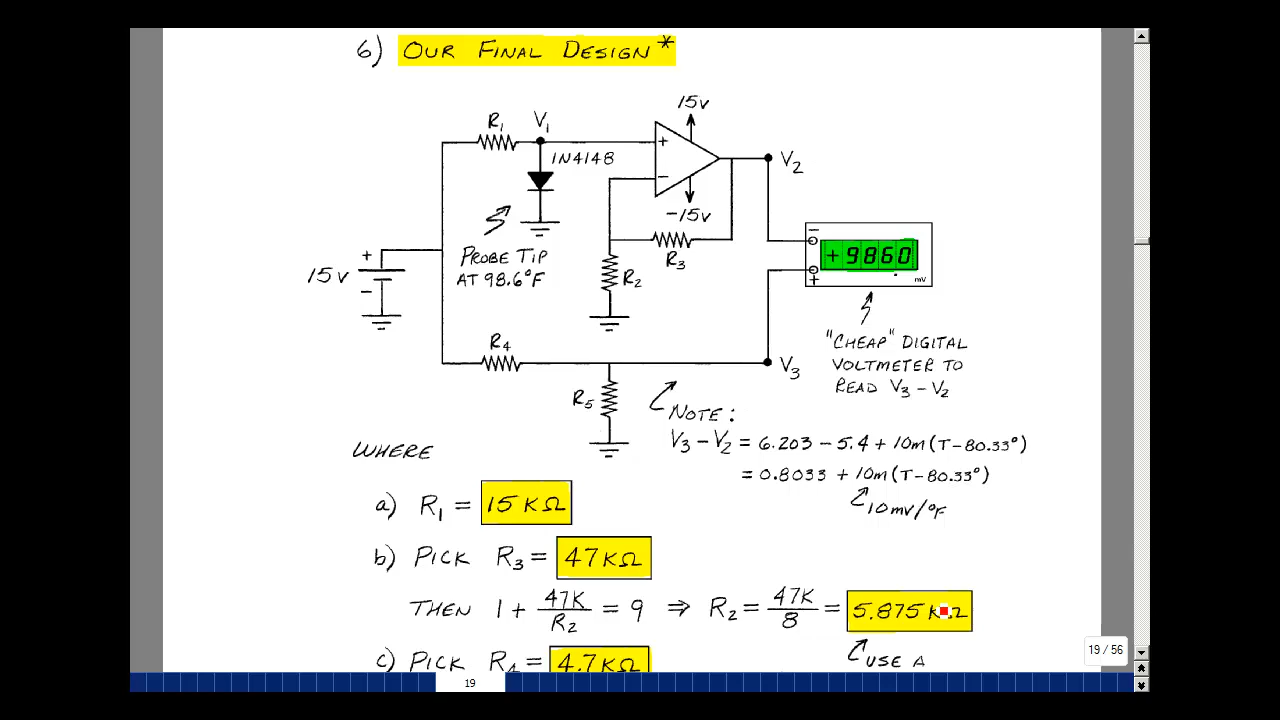 6) OUR FINAL DESIGN*
15V
R1
V1
1N4148
+
−
−15V
V2
R3
PROBE TIP
AT 98.6°F
R2
+
15V
−
−
+9860
+
mV
"CHEAP" DIGITAL
VOLTMETER TO
READ V3 − V2
R4
V3
R5
NOTE:
V3 − V2 = 6.203 − 5.4 + 10m (T − 80.33°)
= 0.8033 + 10m (T − 80.33°)
10mV/°F
WHERE
a) R1 = 15 KΩ
b) PICK R3 = 47KΩ
THEN 1 + 47K/R2 = 9 ⇒ R2 = 47K/8 = 5.875 KΩ
USE A
c) PICK R4 = 4.7KΩ
19 / 56
19